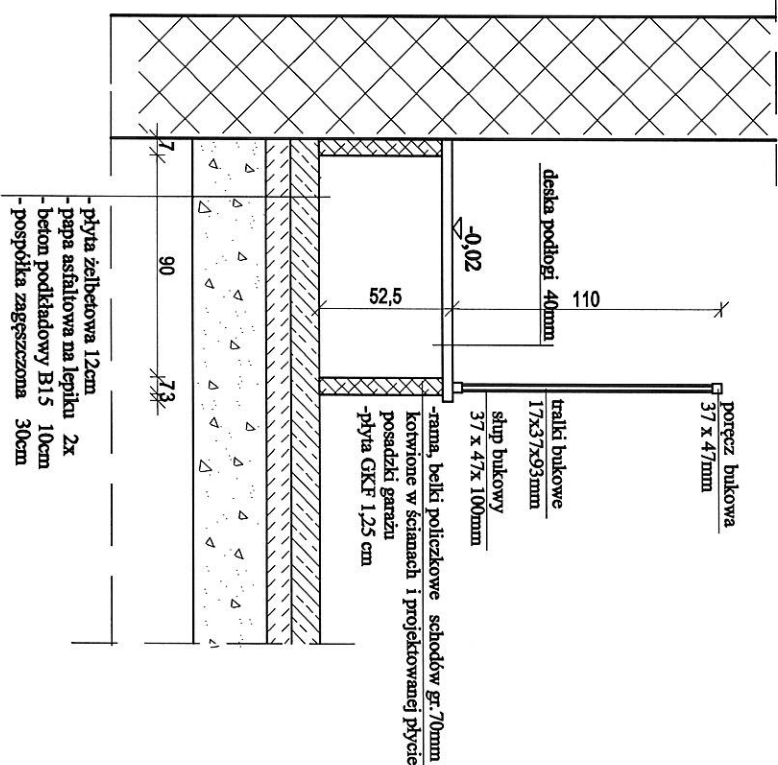 poręcz bukowa
37 x 47mm
tralki bukowe
17x37x93mm
słup bukowy
37 x 47x 100mm
-rama, belki policzkowe schodów gr.70mm
kotwione w ścianach i projektowanej płycie
posadzki garażu
-płyta GKF 1,25 cm
deska podłogi 40mm
-0,02
110
52,5
7
90
7
3
- płyta żelbetowa 12cm
- papa asfaltowa na lepiku 2x
- beton podkładowy B15 10cm
- pospółka zagęszczona 30cm